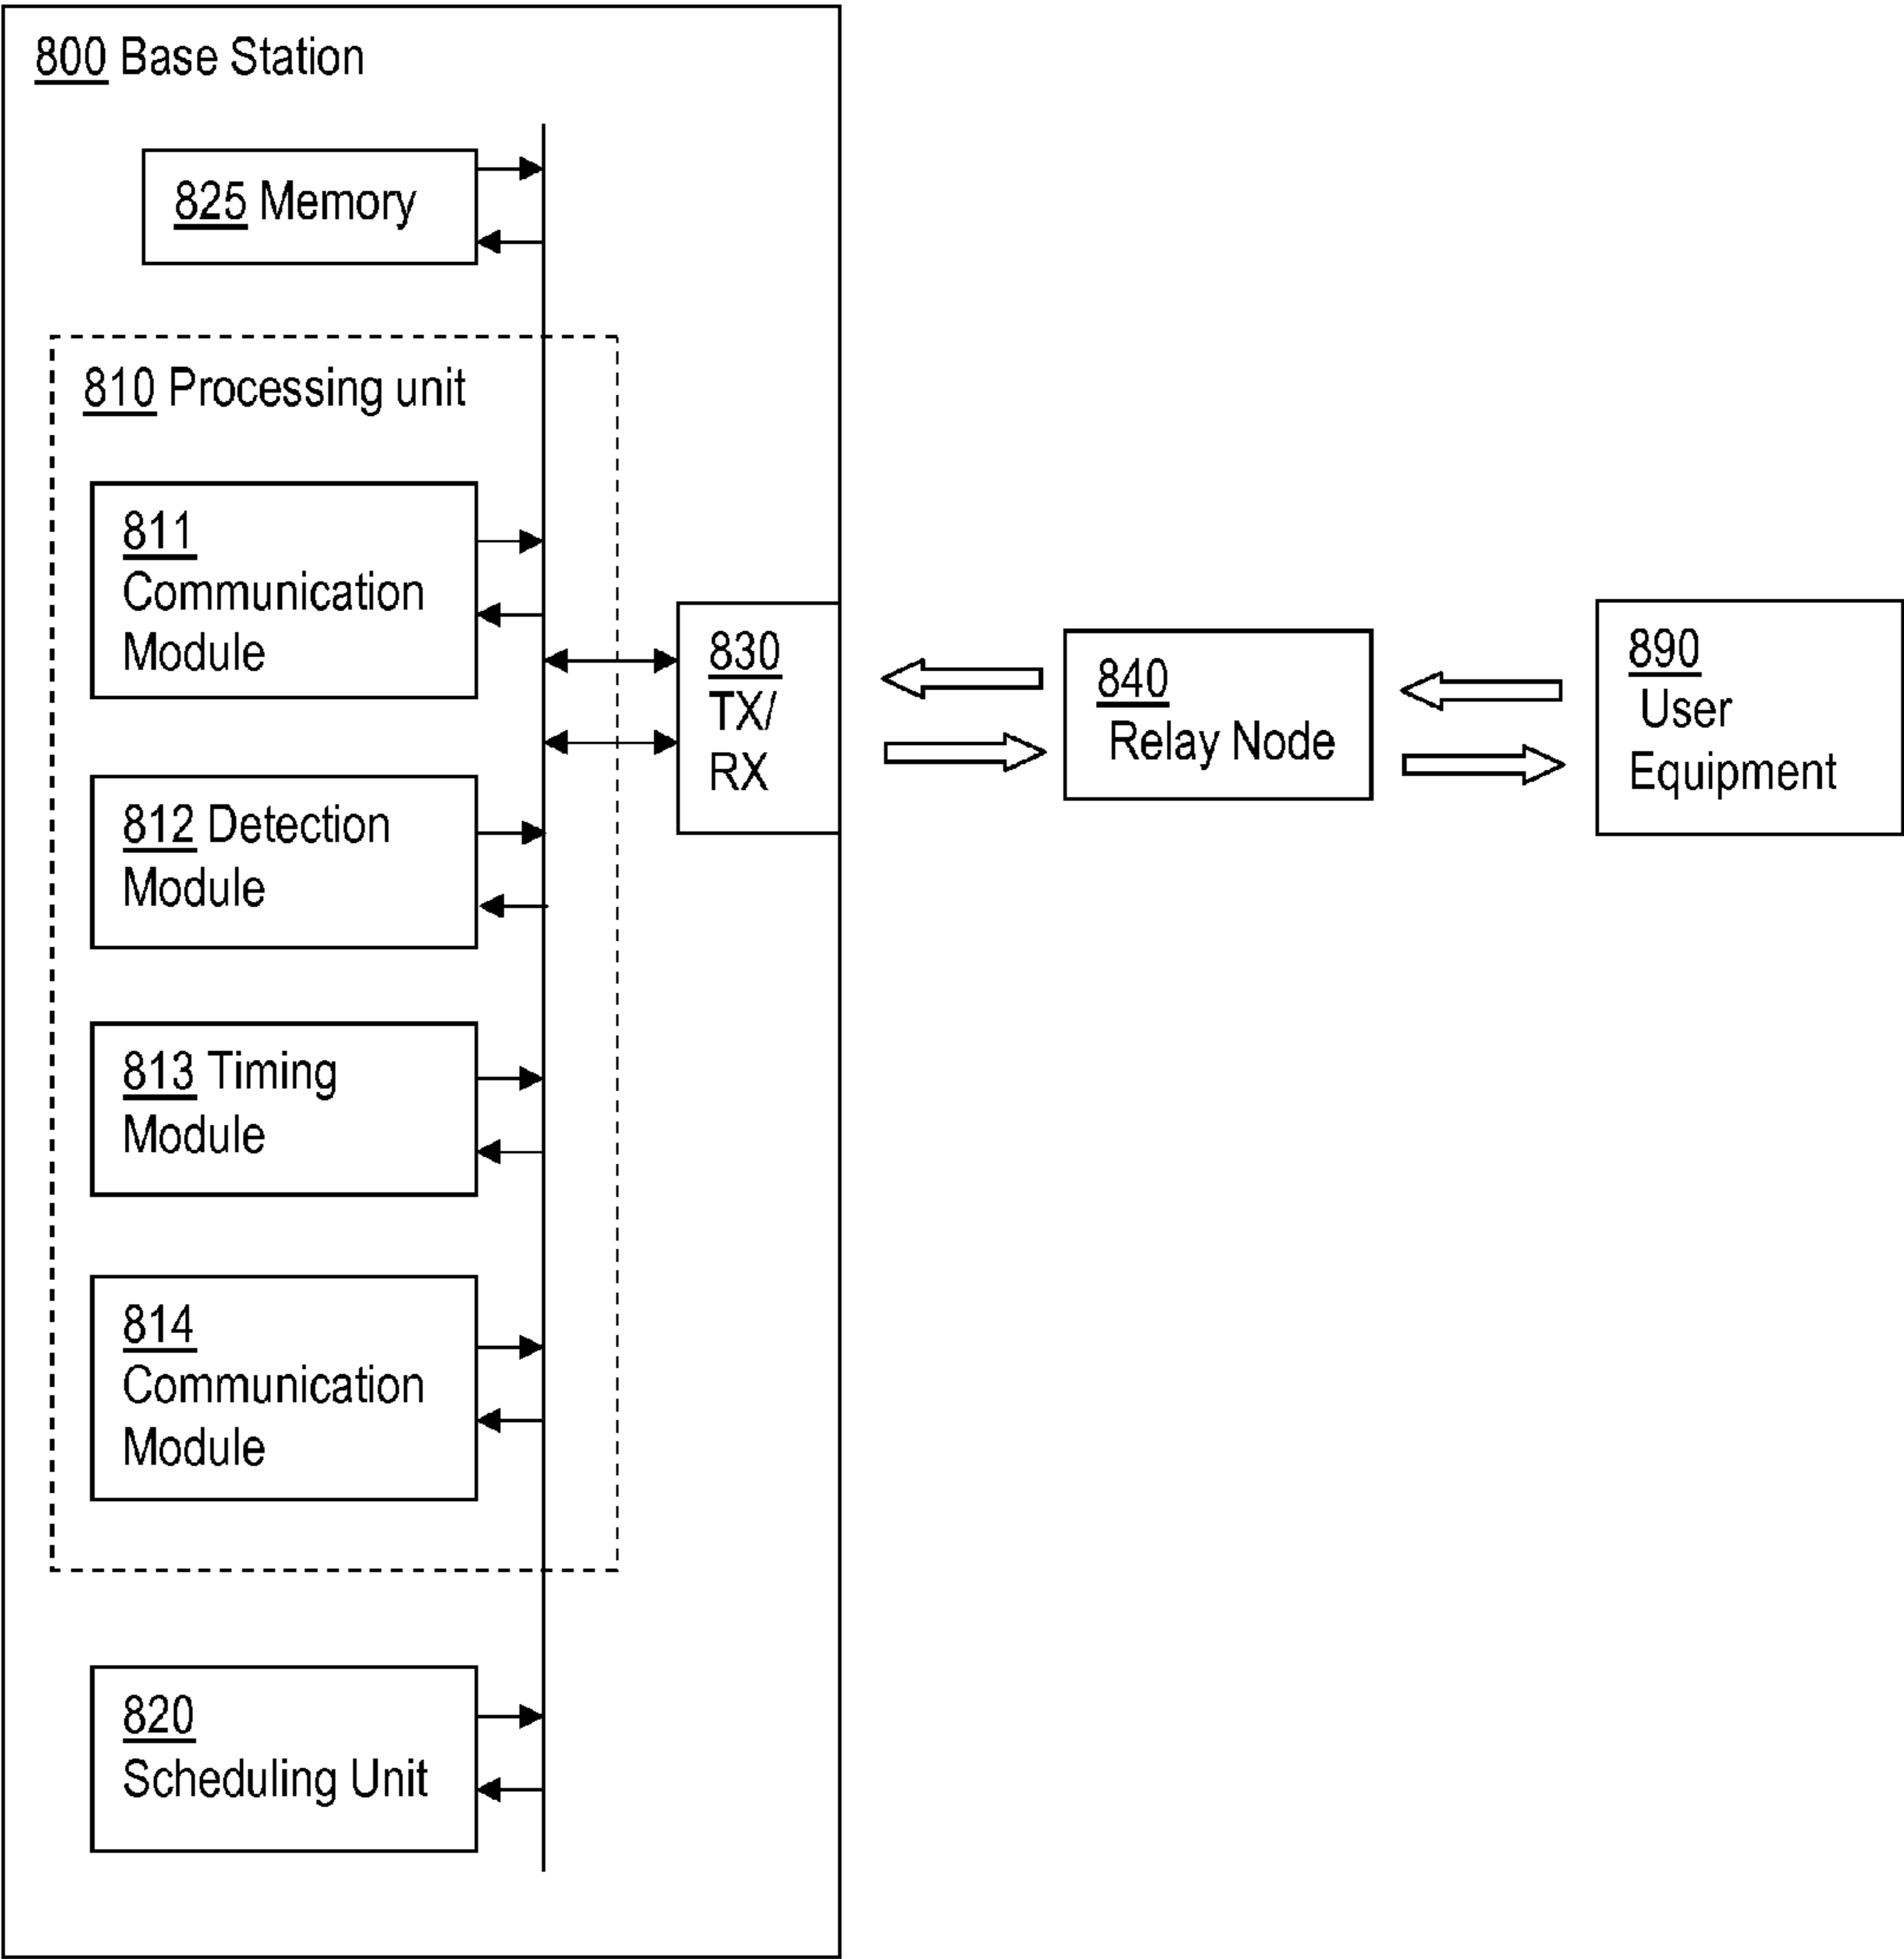 800 Base Station
825 Memory
810 Processing unit
811
Communication
Module
830
TX/
RX
840
Relay Node
890
User
Equipment
812 Detection
Module
813 Timing
Module
814
Communication
Module
820
Scheduling Unit